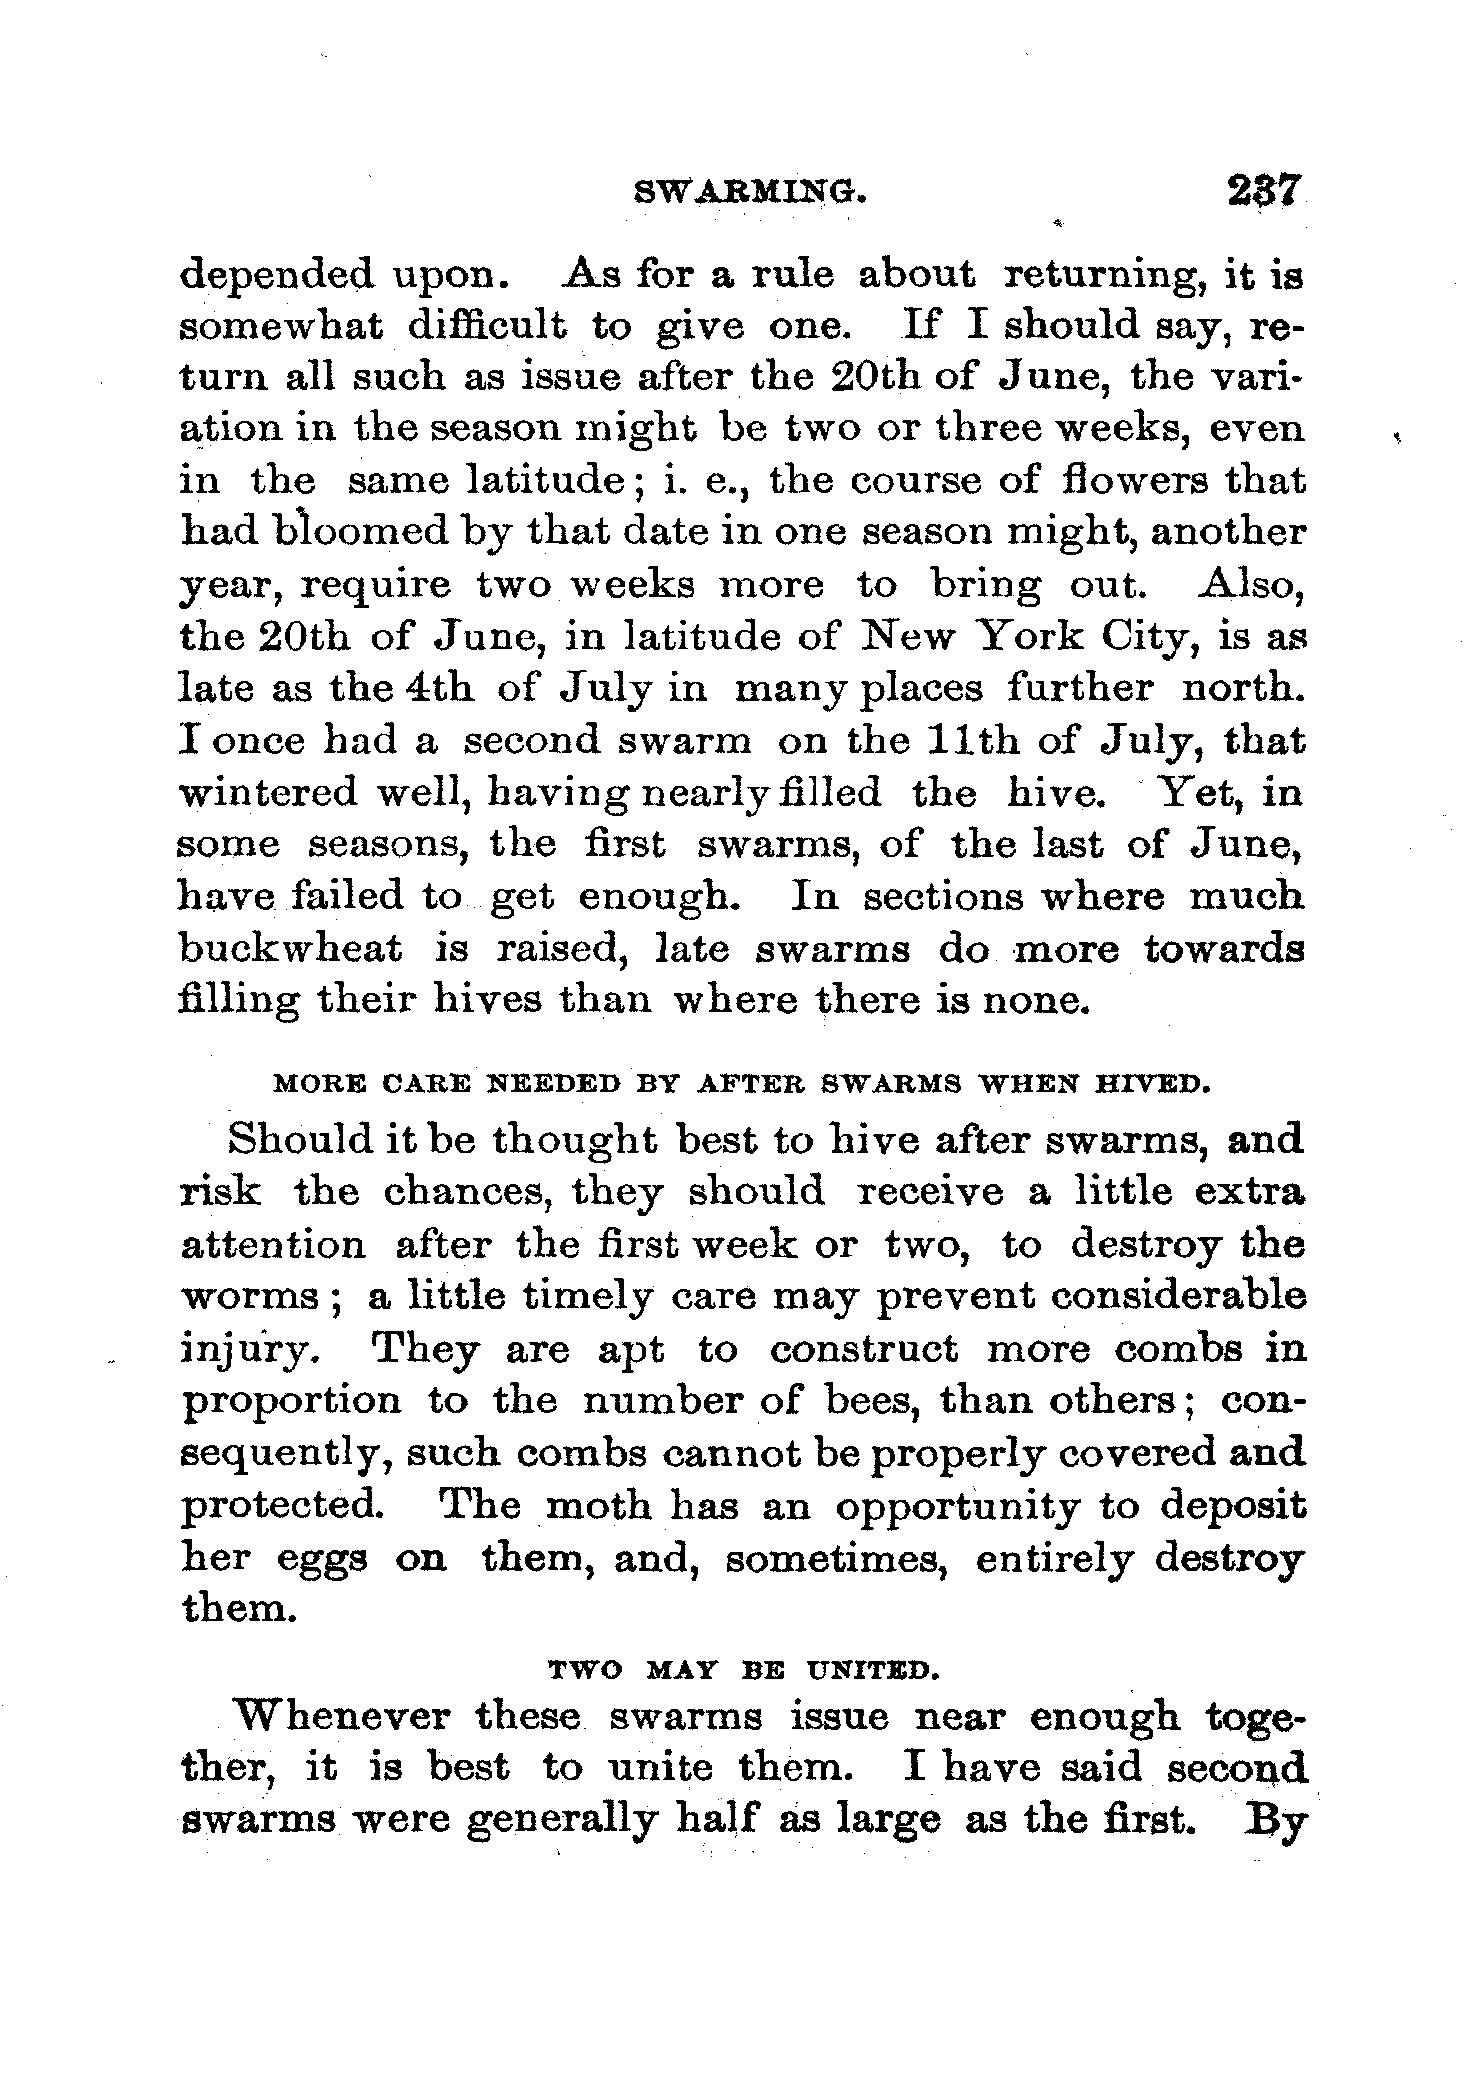 SWARMING. 237
depended upon. As for a rule about returning, it is
somewhat difficult to give one. If I should say, re-
turn all such as issue after the 20th of June, the vari-
ation in the season might be two or three weeks, even
in the same latitude; i. e., the course of flowers that
had bloomed by that date in one season might, another
year, require two weeks more to bring out. Also,
the 20th of June, in latitude of New York City, is as
late as the 4th of July in many places further north.
I once had a second swarm on the 11th of July, that
wintered well, having nearly filled the hive. Yet, in
some seasons, the first swarms, of the last of June,
have failed to get enough. In sections where much
buckwheat is raised, late swarms do more towards
filling their hives than where there is none.
MORE CARE NEEDED BY AFTER SWARMS WHEN HIVED.
Should it be thought best to hive after swarms, and
risk the chances, they should receive a little extra
attention after the first week or two, to destroy the
worms; a little timely care may prevent considerable
injury. They are apt to construct more combs in
proportion to the number of bees, than others; con-
sequently, such combs cannot be properly covered and
protected. The moth has an opportunity to deposit
her eggs on them, and, sometimes, entirely destroy
them.
TWO MAY BE UNITED.
Whenever these swarms issue near enough toge-
ther, it is best to unite them. I have said second
swarms were generally half as large as the first. By